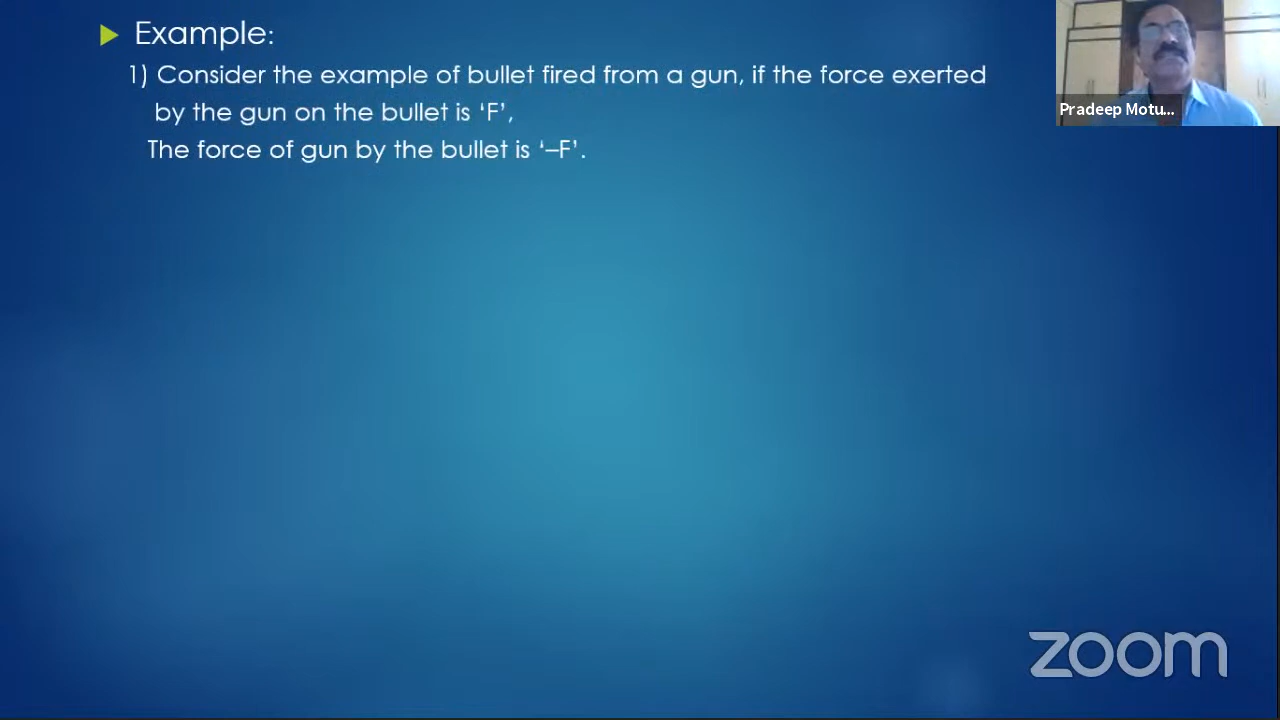 Example:
1) Consider the example of bullet fired from a gun, if the force exerted
by the gun on the bullet is ‘F’,
The force of gun by the bullet is ‘–F’.
Pradeep Motu...
zoom